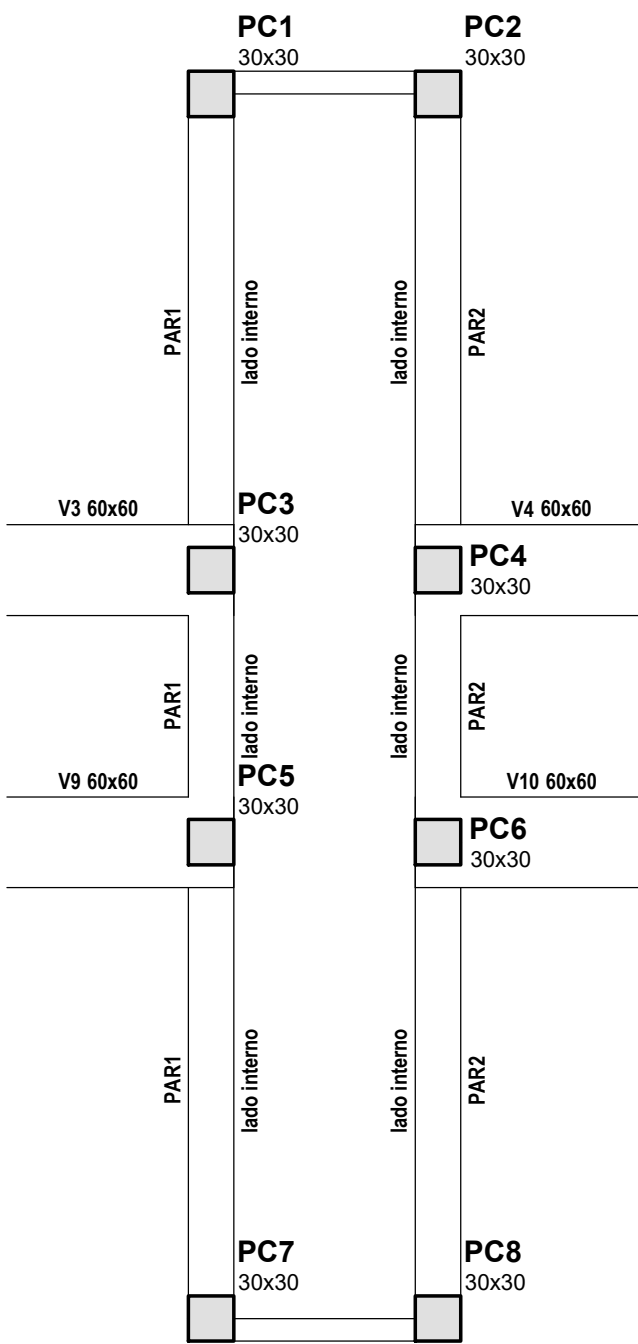 PC1
30x30
PC2
30x30
PAR1
lado interno
lado interno
PAR2
V3 60x60
PC3
30x30
V4 60x60
PC4
30x30
PAR1
lado interno
lado interno
PAR2
V9 60x60
PC5
30x30
V10 60x60
PC6
30x30
PAR1
lado interno
lado interno
PAR2
PC7
30x30
PC8
30x30